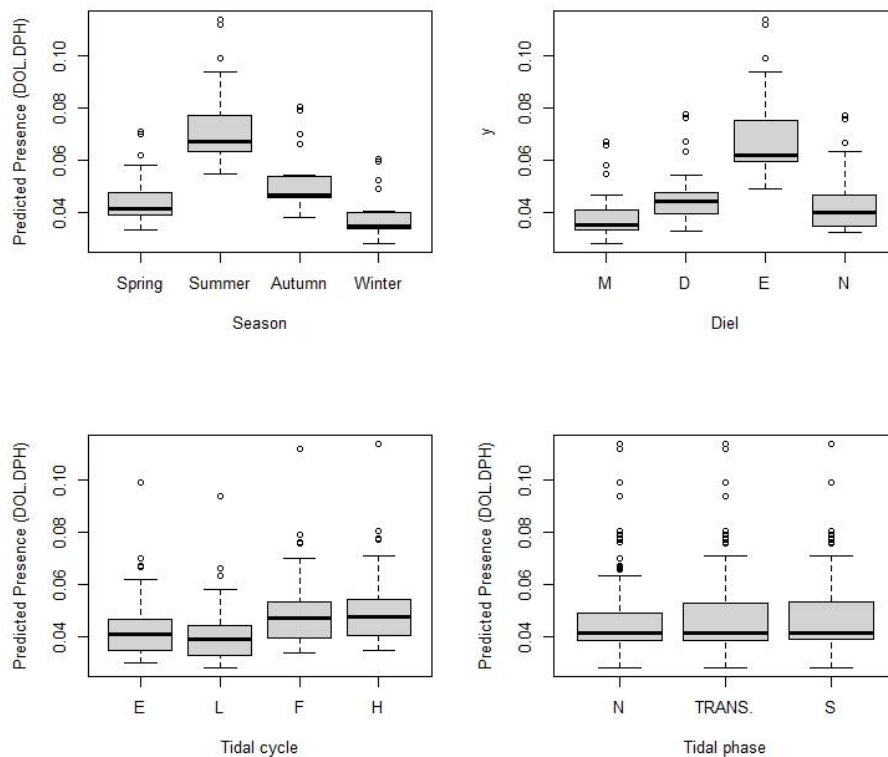 Predicted Presence (DOL.DPH)
0.04 0.06 0.08 0.10
Spring Summer Autumn Winter
Season
y
0.04 0.06 0.08 0.10
M D E N
Diel
Predicted Presence (DOL.DPH)
0.04 0.06 0.08 0.10
E L F H
Tidal cycle
Predicted Presence (DOL.DPH)
0.04 0.06 0.08 0.10
N TRANS. S
Tidal phase